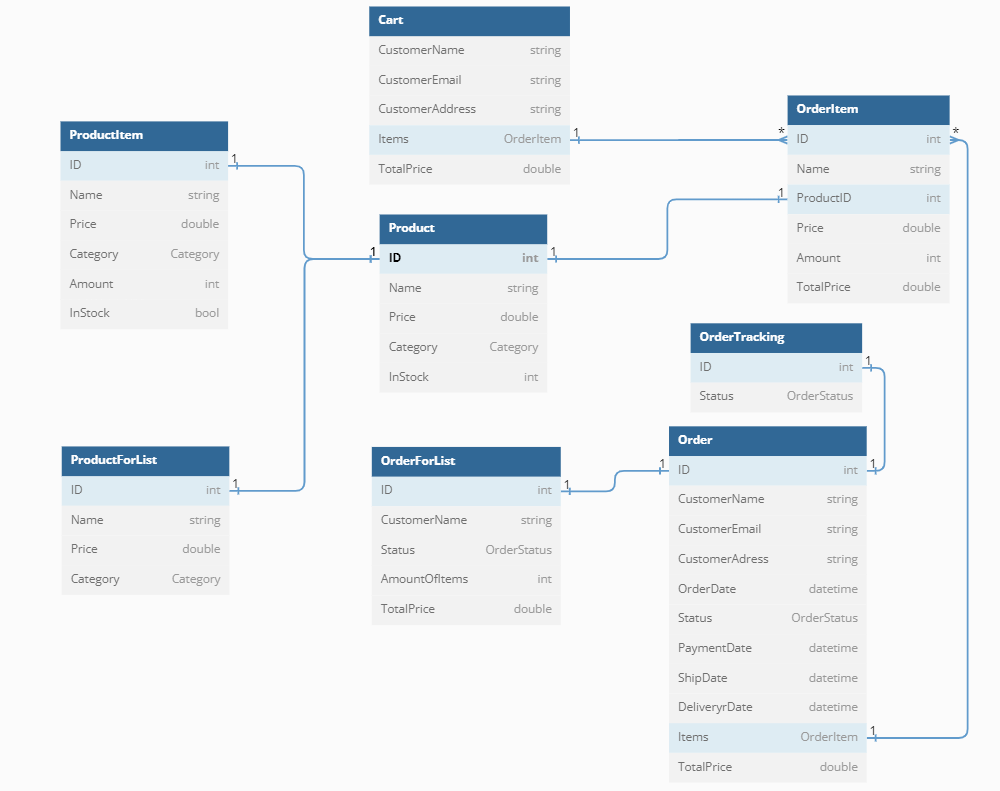 Cart
CustomerName string
CustomerEmail string
CustomerAddress string
Items OrderItem
TotalPrice double
1
*
OrderItem
ID int
Name string
ProductID int
Price double
Amount int
TotalPrice double
*
1
ProductItem
ID int
Name string
Price double
Category Category
Amount int
InStock bool
1
Product
ID int
Name string
Price double
Category Category
InStock int
1
1
OrderTracking
ID int
Status OrderStatus
1
ProductForList
ID int
Name string
Price double
Category Category
1
OrderForList
ID int
CustomerName string
Status OrderStatus
AmountOfItems int
TotalPrice double
1
Order
ID int
CustomerName string
CustomerEmail string
CustomerAdress string
OrderDate datetime
Status OrderStatus
PaymentDate datetime
ShipDate datetime
DeliveryrDate datetime
Items OrderItem
TotalPrice double
1
1
1